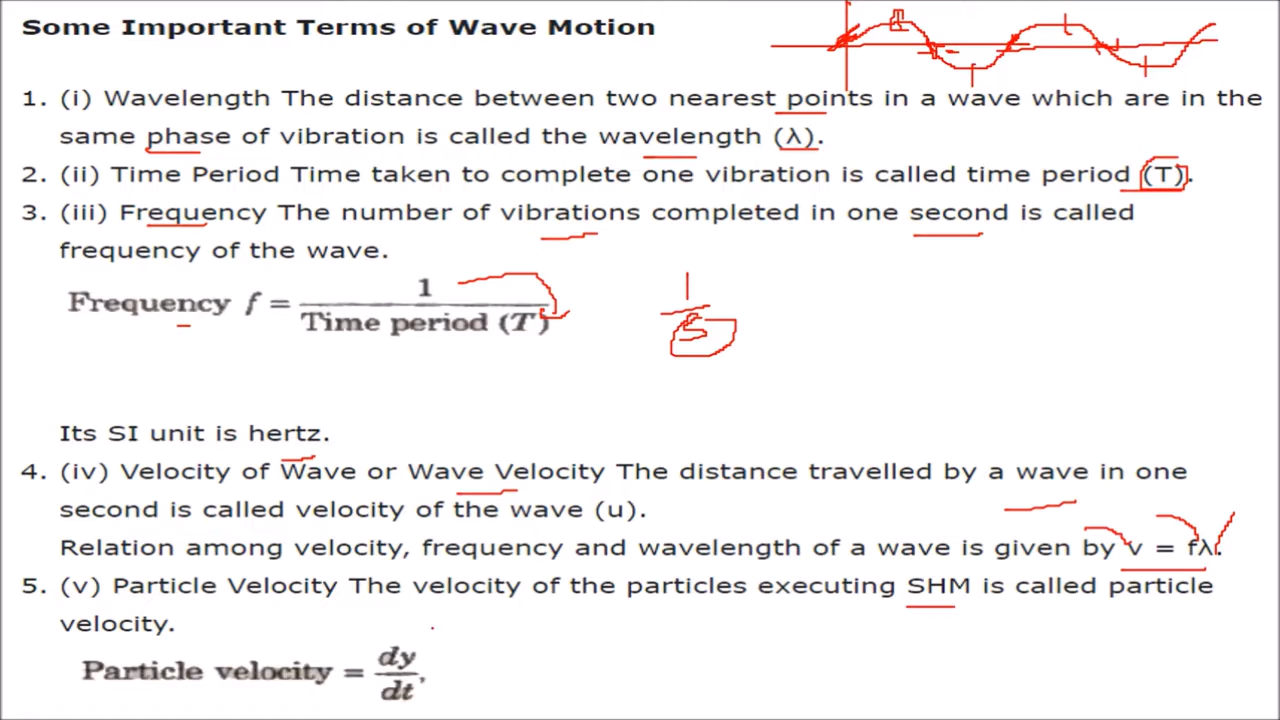 Some Important Terms of Wave Motion
1. (i) Wavelength The distance between two nearest points in a wave which are in the
same phase of vibration is called the wavelength (λ).
2. (ii) Time Period Time taken to complete one vibration is called time period (T).
3. (iii) Frequency The number of vibrations completed in one second is called
frequency of the wave.
Frequency f = 1 / Time period (T)
1
s
Its SI unit is hertz.
4. (iv) Velocity of Wave or Wave Velocity The distance travelled by a wave in one
second is called velocity of the wave (u).
Relation among velocity, frequency and wavelength of a wave is given by v = fλ.
5. (v) Particle Velocity The velocity of the particles executing SHM is called particle
velocity.
Particle velocity = dy / dt,